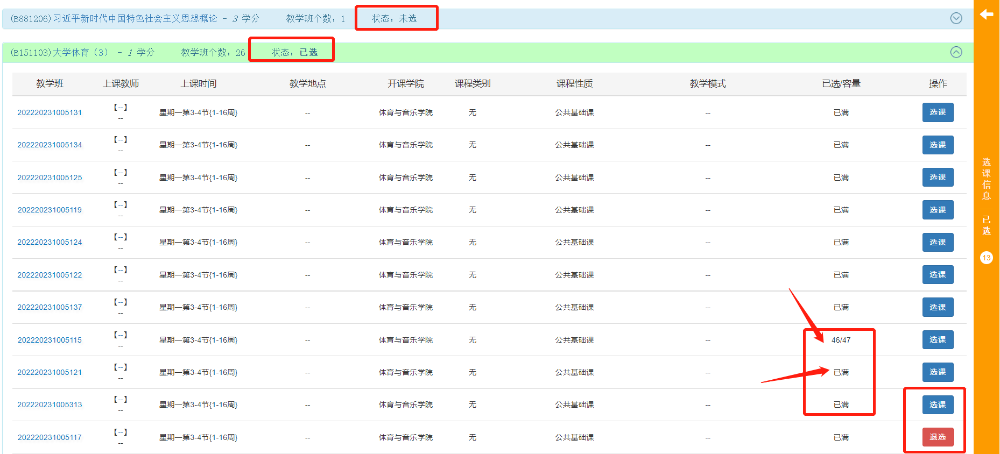 (B881206)习近平新时代中国特色社会主义思想概论 - 3 学分 教学班个数：1 状态：未选
(B151103)大学体育（3） - 1 学分 教学班个数：26 状态：已选
教学班 上课教师 上课时间 教学地点 开课学院 课程类别 课程性质 教学模式 已选/容量 操作
202220231005131 【--】 -- 星期一第3-4节{1-16周} -- 体育与音乐学院 无 公共基础课 -- 已满 选课
202220231005134 【--】 -- 星期一第3-4节{1-16周} -- 体育与音乐学院 无 公共基础课 -- 已满 选课
202220231005125 【--】 -- 星期一第3-4节{1-16周} -- 体育与音乐学院 无 公共基础课 -- 已满 选课
202220231005119 【--】 -- 星期一第3-4节{1-16周} -- 体育与音乐学院 无 公共基础课 -- 已满 选课
202220231005124 【--】 -- 星期一第3-4节{1-16周} -- 体育与音乐学院 无 公共基础课 -- 已满 选课
202220231005122 【--】 -- 星期一第3-4节{1-16周} -- 体育与音乐学院 无 公共基础课 -- 已满 选课
202220231005137 【--】 -- 星期一第3-4节{1-16周} -- 体育与音乐学院 无 公共基础课 -- 已满 选课
202220231005115 【--】 -- 星期一第3-4节{1-16周} -- 体育与音乐学院 无 公共基础课 -- 46/47 选课
202220231005121 【--】 -- 星期一第3-4节{1-16周} -- 体育与音乐学院 无 公共基础课 -- 已满 选课
202220231005313 【--】 -- 星期一第3-4节{1-16周} -- 体育与音乐学院 无 公共基础课 -- 已满 选课
202220231005117 【--】 -- 星期一第3-4节{1-16周} -- 体育与音乐学院 无 公共基础课 -- 已满 退选
选课信息
已选
13